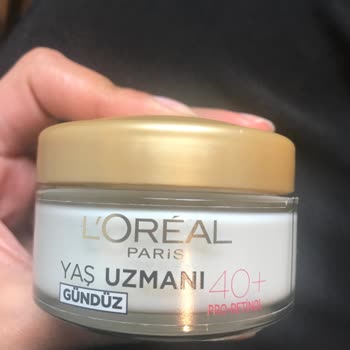 L'ORÉAL
PARIS
YAŞ UZMANI
40+
GÜNDÜZ
PRO-RETINOL